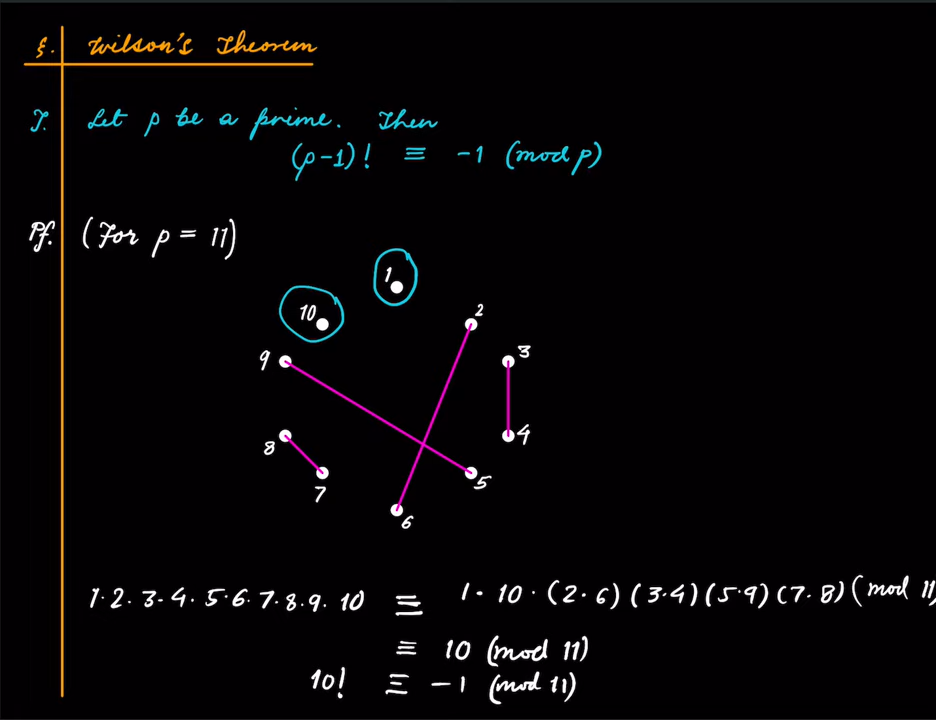 §. Wilson's Theorem
T. Let p be a prime. Then
(p-1)! ≡ -1 (mod p)
Pf. (For p = 11)
1
10
2
9
3
8
4
7
5
6
1·2·3·4·5·6·7·8·9·10 ≡ 1·10·(2·6)(3·4)(5·9)(7·8)(mod 11)
≡ 10 (mod 11)
10! ≡ -1 (mod 11)